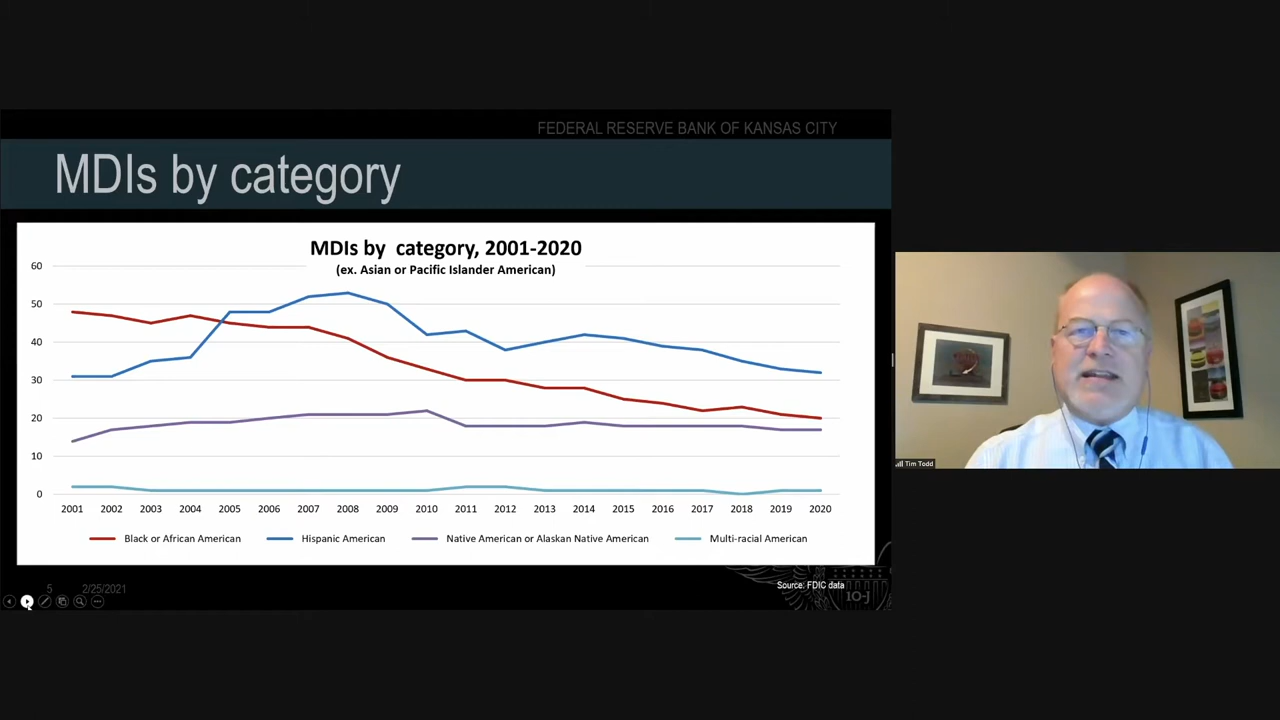 FEDERAL RESERVE BANK OF KANSAS CITY
MDIs by category
MDIs by  category, 2001-2020
(ex. Asian or Pacific Islander American)
60
50
40
30
20
10
0
2001 2002 2003 2004 2005 2006 2007 2008 2009 2010 2011 2012 2013 2014 2015 2016 2017 2018 2019 2020
Black or African American Hispanic American Native American or Alaskan Native American Multi-racial American
Source: FDIC data
5 2/25/2021
10-J
Tim Todd